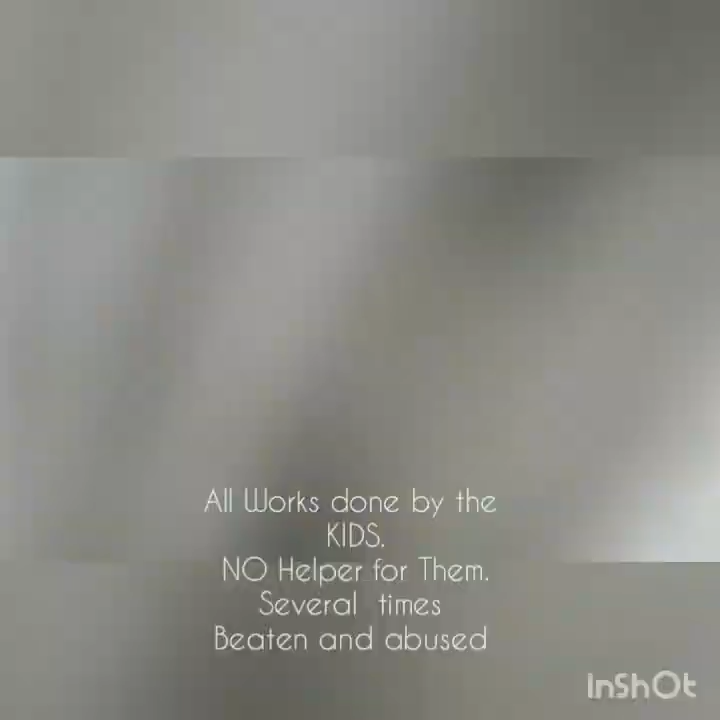 All Works done by the
KIDS.
NO Helper for Them.
Several times
Beaten and abused
InShOt